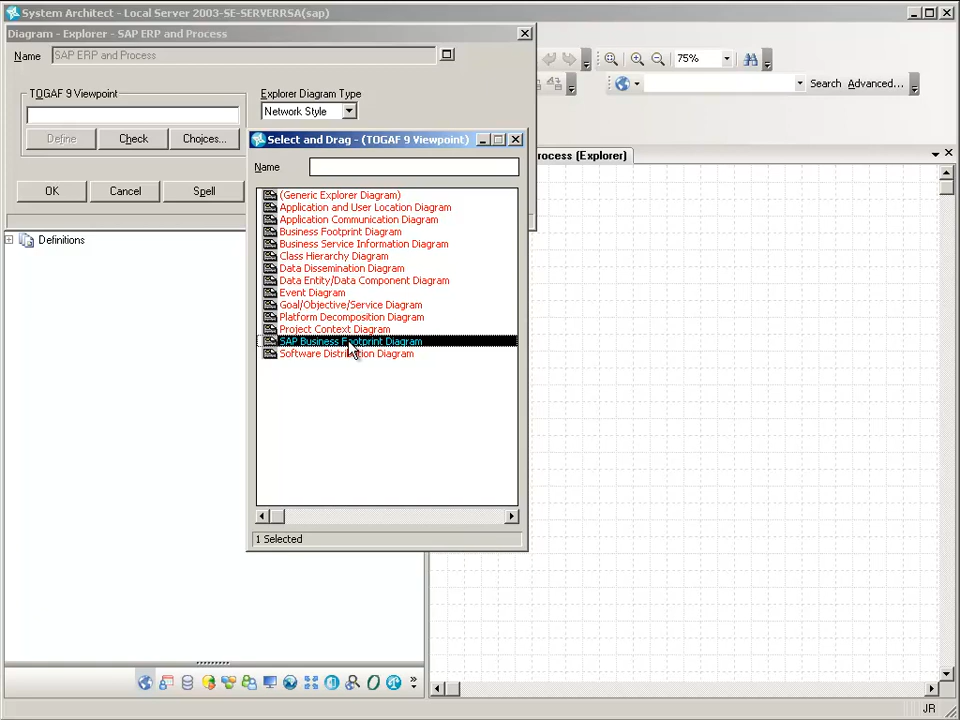 System Architect - Local Server 2003-SE-SERVERRSA(sap)
Diagram - Explorer - SAP ERP and Process
Name
SAP ERP and Process
TOGAF 9 Viewpoint
Explorer Diagram Type
Network Style
Define
Check
Choices...
OK
Cancel
Spell
75%
Search
Advanced...
rocess (Explorer)
Select and Drag - (TOGAF 9 Viewpoint)
Name
(Generic Explorer Diagram)
Application and User Location Diagram
Application Communication Diagram
Business Footprint Diagram
Business Service Information Diagram
Class Hierarchy Diagram
Data Dissemination Diagram
Data Entity/Data Component Diagram
Event Diagram
Goal/Objective/Service Diagram
Platform Decomposition Diagram
Project Context Diagram
SAP Business Footprint Diagram
Software Distribution Diagram
1 Selected
Definitions
JR